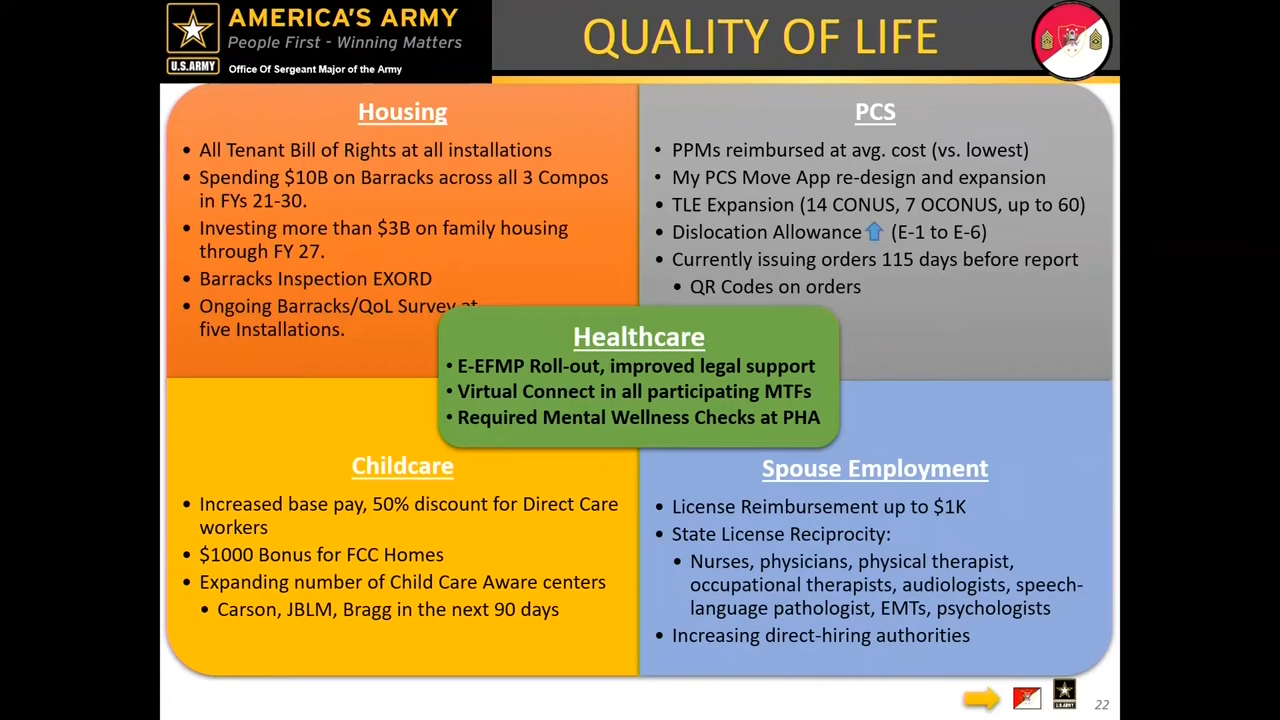 AMERICA'S ARMY
People First - Winning Matters
U.S.ARMY
Office Of Sergeant Major of the Army
QUALITY OF LIFE
Housing
• All Tenant Bill of Rights at all installations
• Spending $10B on Barracks across all 3 Compos
in FYs 21-30.
• Investing more than $3B on family housing
through FY 27.
• Barracks Inspection EXORD
• Ongoing Barracks/QoL Survey at
five Installations.
PCS
• PPMs reimbursed at avg. cost (vs. lowest)
• My PCS Move App re-design and expansion
• TLE Expansion (14 CONUS, 7 OCONUS, up to 60)
• Dislocation Allowance (E-1 to E-6)
• Currently issuing orders 115 days before report
• QR Codes on orders
Healthcare
• E-EFMP Roll-out, improved legal support
• Virtual Connect in all participating MTFs
• Required Mental Wellness Checks at PHA
Childcare
• Increased base pay, 50% discount for Direct Care
workers
• $1000 Bonus for FCC Homes
• Expanding number of Child Care Aware centers
• Carson, JBLM, Bragg in the next 90 days
Spouse Employment
• License Reimbursement up to $1K
• State License Reciprocity:
• Nurses, physicians, physical therapist,
occupational therapists, audiologists, speech-
language pathologist, EMTs, psychologists
• Increasing direct-hiring authorities
U.S.ARMY
22